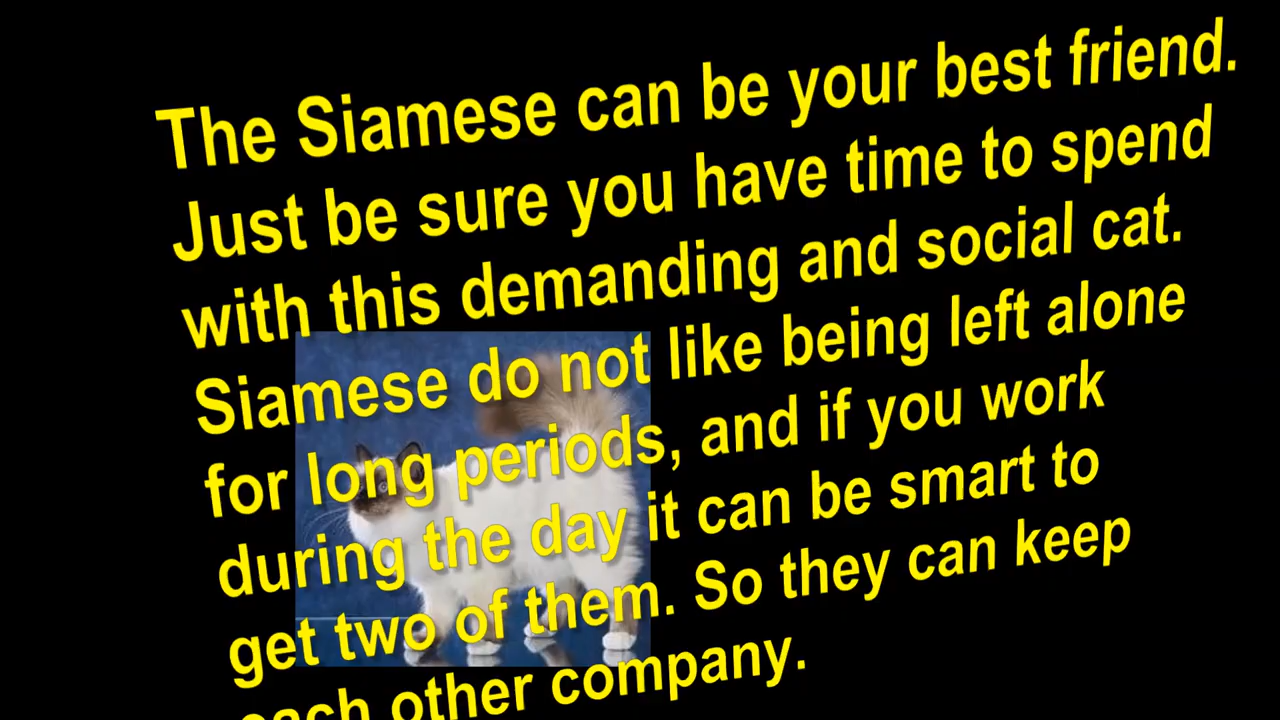 The Siamese can be your best friend.
Just be sure you have time to spend
with this demanding and social cat.
Siamese do not like being left alone
for long periods, and if you work
during the day it can be smart to
get two of them. So they can keep
each other company.